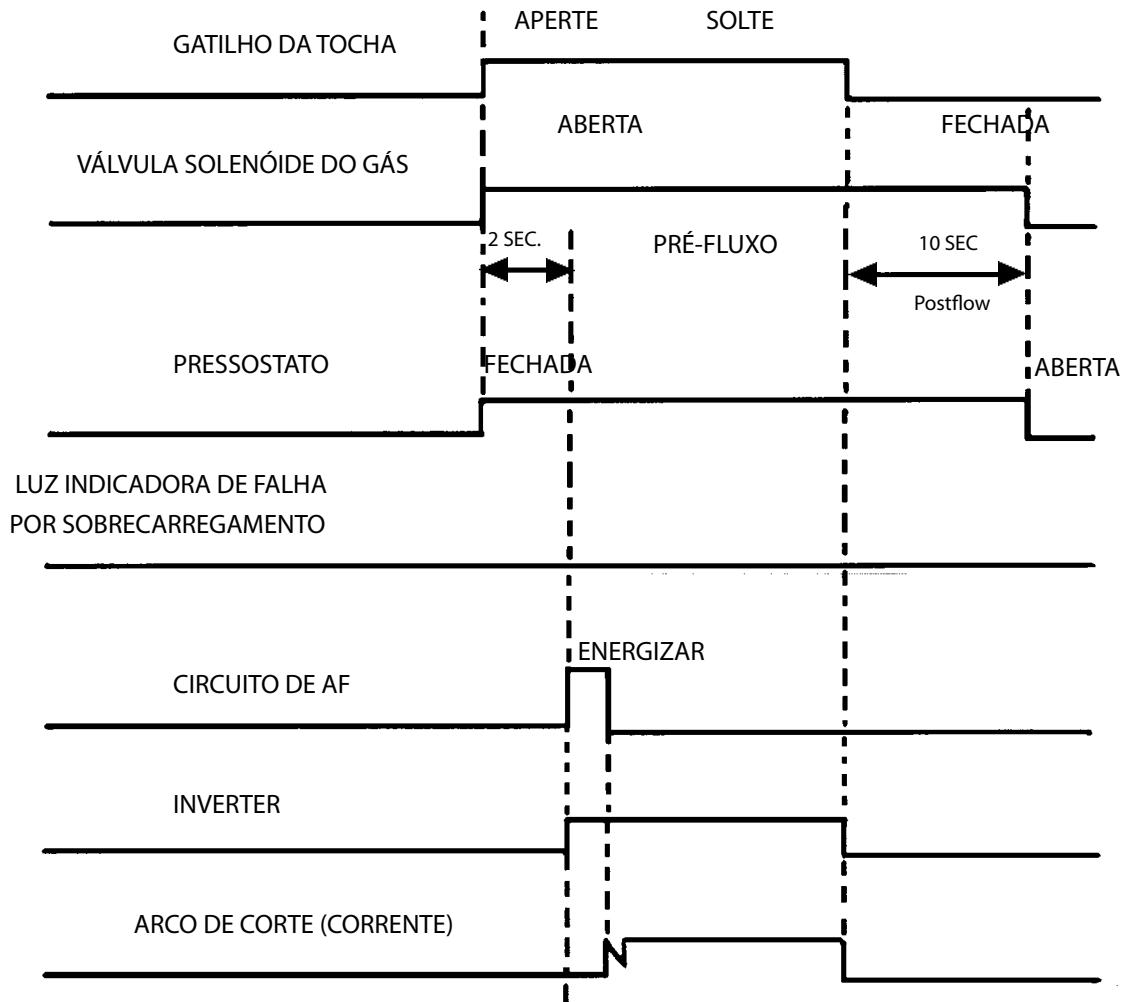 APERTE SOLTE
GATILHO DA TOCHA
ABERTA FECHADA
VÁLVULA SOLENÓIDE DO GÁS
2 SEC. PRÉ-FLUXO 10 SEC
Postflow
PRESSOSTATO FECHADA ABERTA
LUZ INDICADORA DE FALHA
POR SOBRECARREGAMENTO
ENERGIZAR
CIRCUITO DE AF
INVERTER
ARCO DE CORTE (CORRENTE)